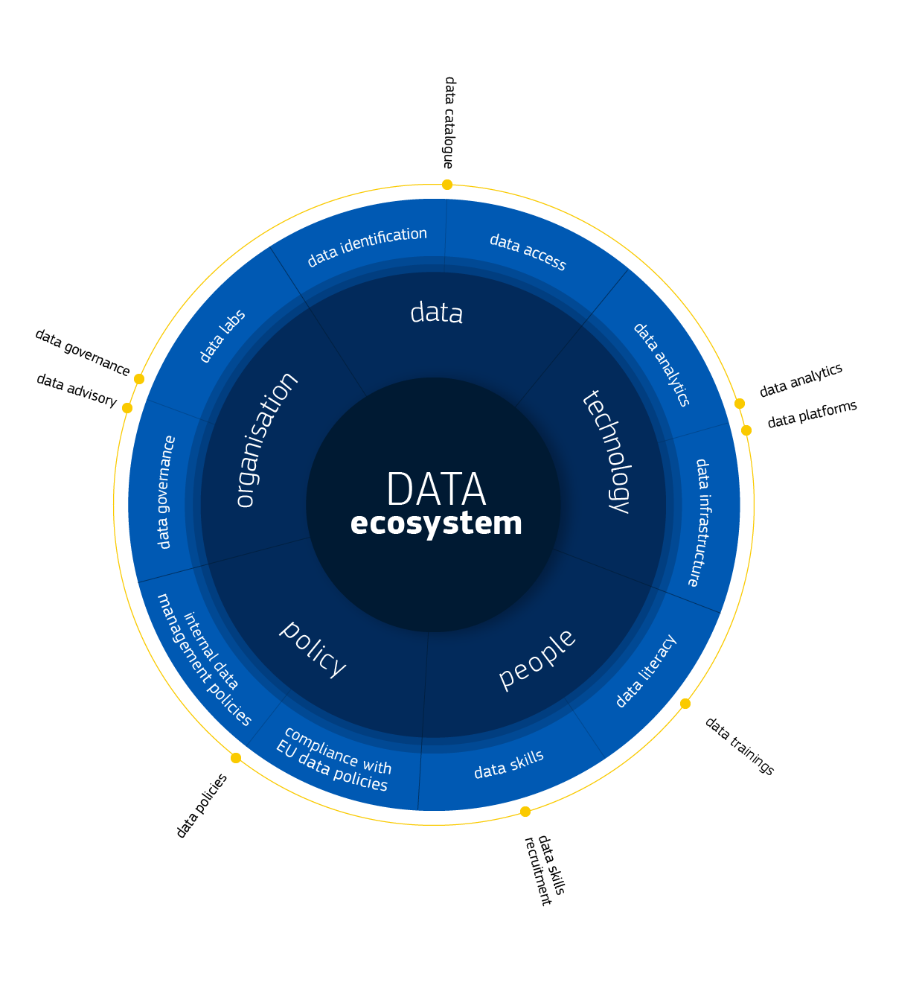 data catalogue
data identification
data access
data
data labs
data analytics
data governance
data advisory
data analytics
data platforms
organisation
technology
data governance
data infrastructure
DATA
ecosystem
internal data
management policies
policy
people
data literacy
compliance with
EU data policies
data skills
data trainings
data policies
data skills
recruitment